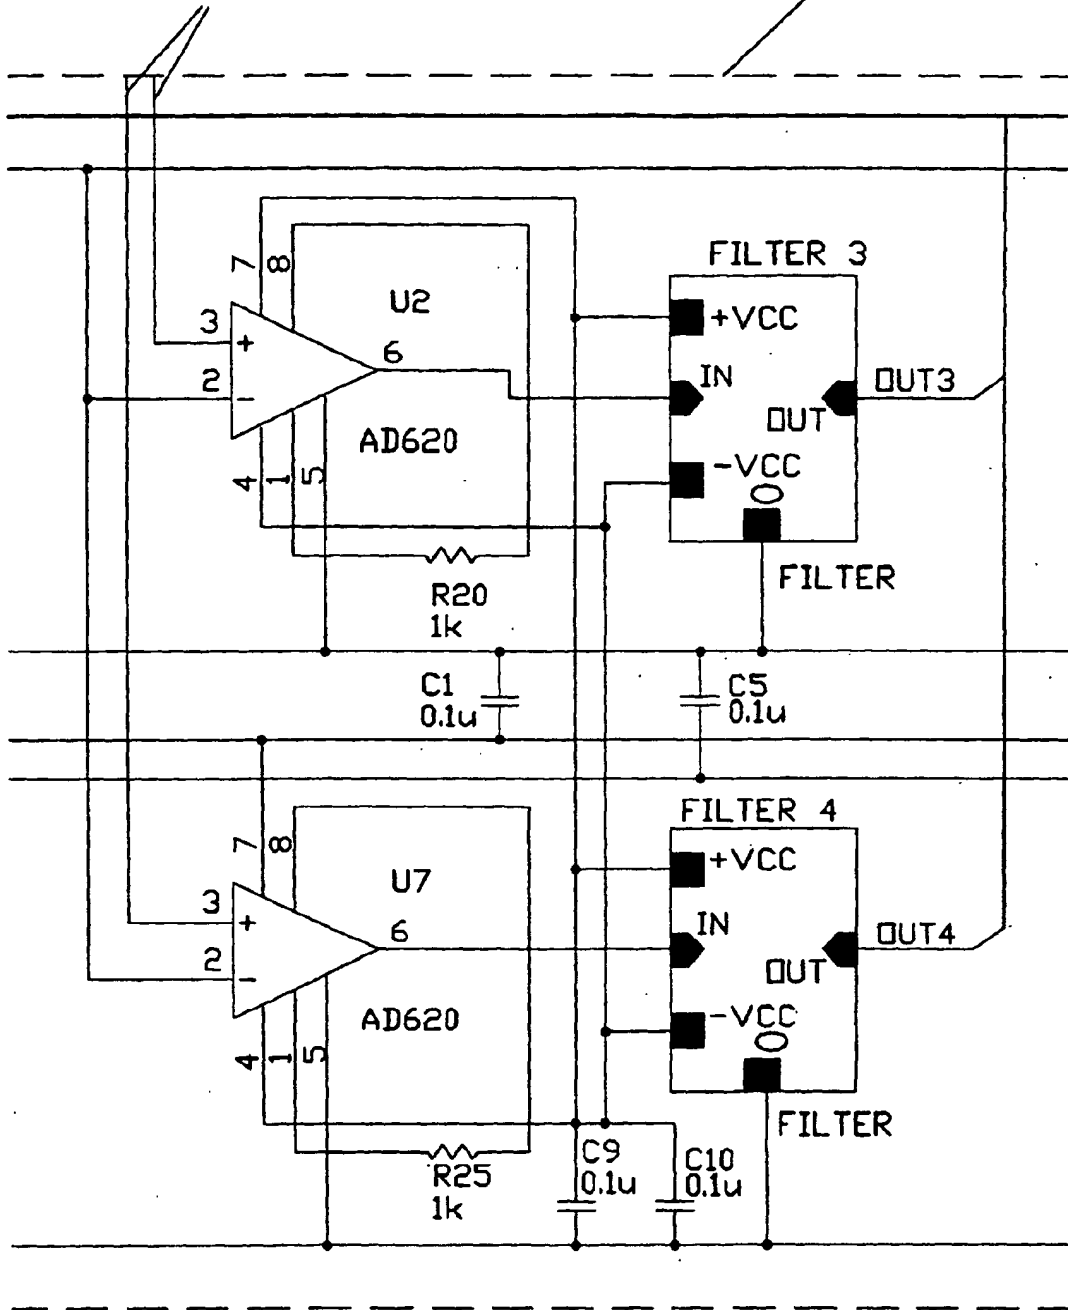 FILTER 3
7
8
U2
+VCC
3
+
6
IN
OUT3
2
-
OUT
AD620
-VCC
4
1
5
O
FILTER
R20
1k
C1
0.1u
C5
0.1u
FILTER 4
7
8
+VCC
U7
3
+
6
IN
OUT4
2
-
OUT
AD620
-VCC
4
1
5
O
FILTER
R25
1k
C9
0.1u
C10
0.1u